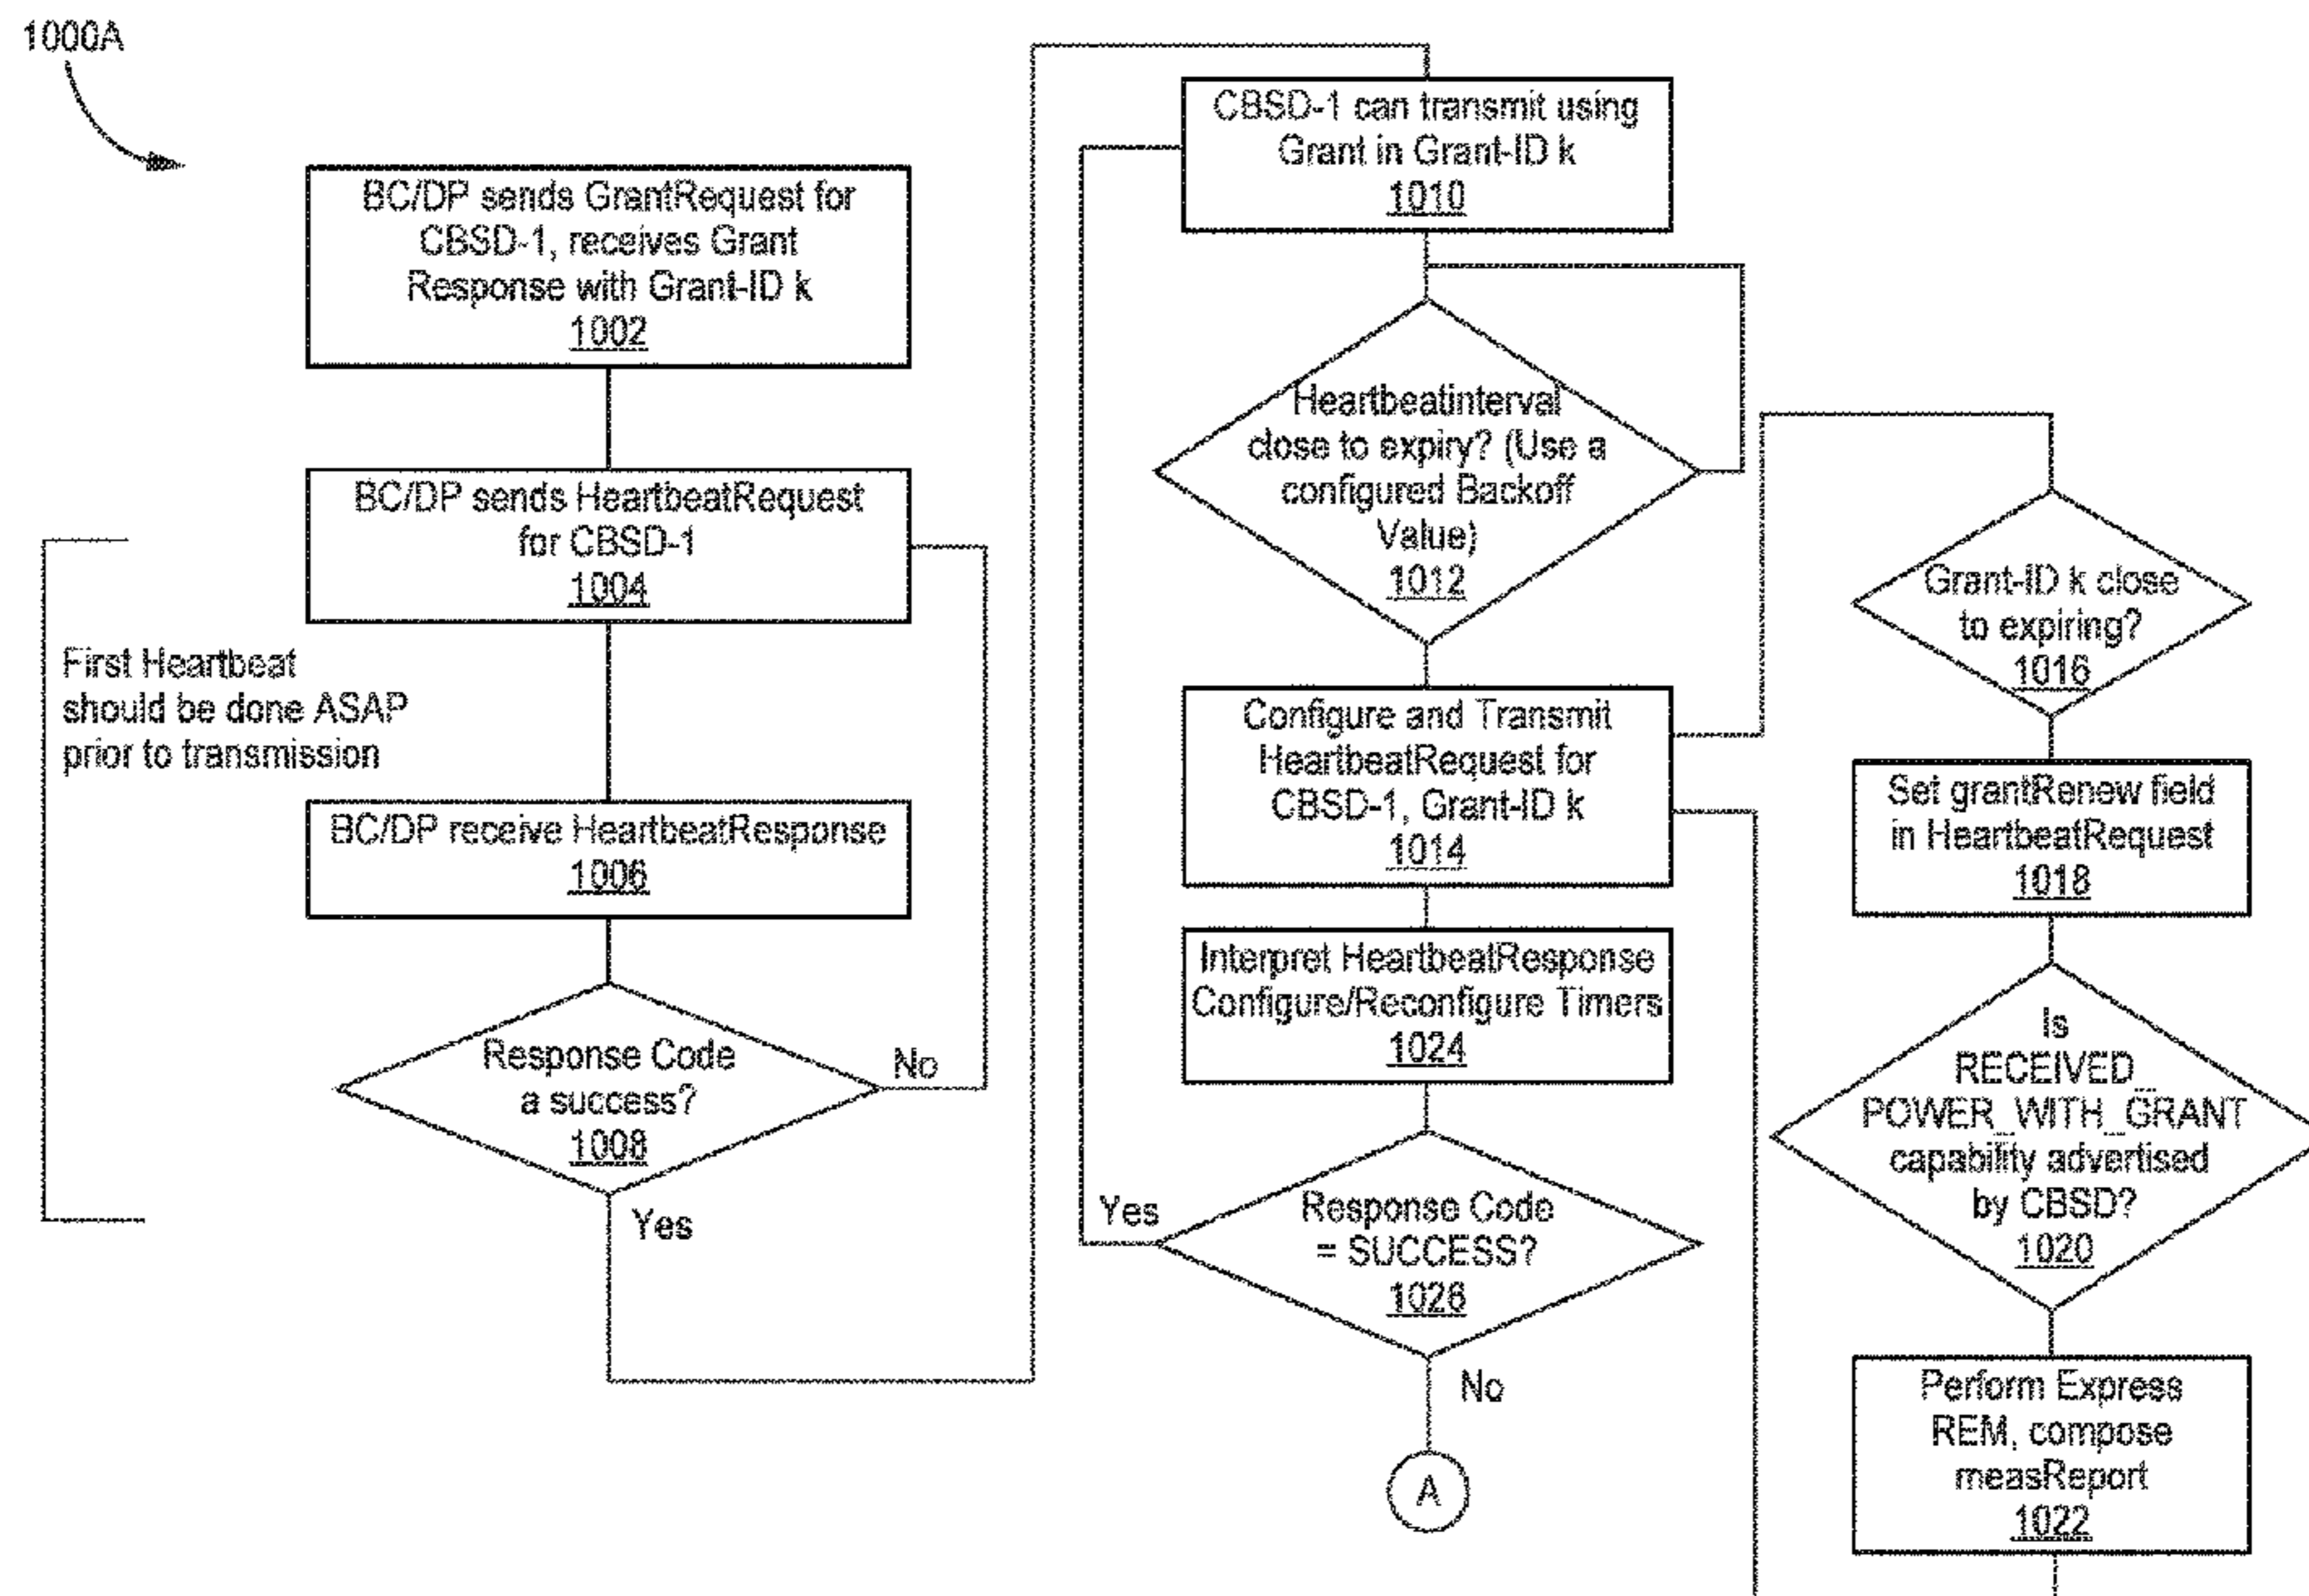 1000A
BC/DP sends GrantRequest for
CBSD-1, receives Grant
Response with Grant-ID k
1002
BC/DP sends HeartbeatRequest
for CBSD-1
1004
First Heartbeat
should be done ASAP
prior to transmission
BC/DP receive HeartbeatResponse
1006
Response Code
a success?
1008
No
Yes
CBSD-1 can transmit using
Grant in Grant-ID k
1010
Heartbeatinterval
close to expiry? (Use a
configured Backoff
Value)
1012
Configure and Transmit
HeartbeatRequest for
CBSD-1, Grant-ID k
1014
Interpret HeartbeatResponse
Configure/Reconfigure Timers
1024
Yes
Response Code
= SUCCESS?
1026
No
A
Grant-ID k close
to expiring?
1016
Set grantRenew field
in HeartbeatRequest
1018
Is
RECEIVED_
POWER_WITH_GRANT
capability advertised
by CBSD?
1020
Perform Express
REM, compose
measReport
1022